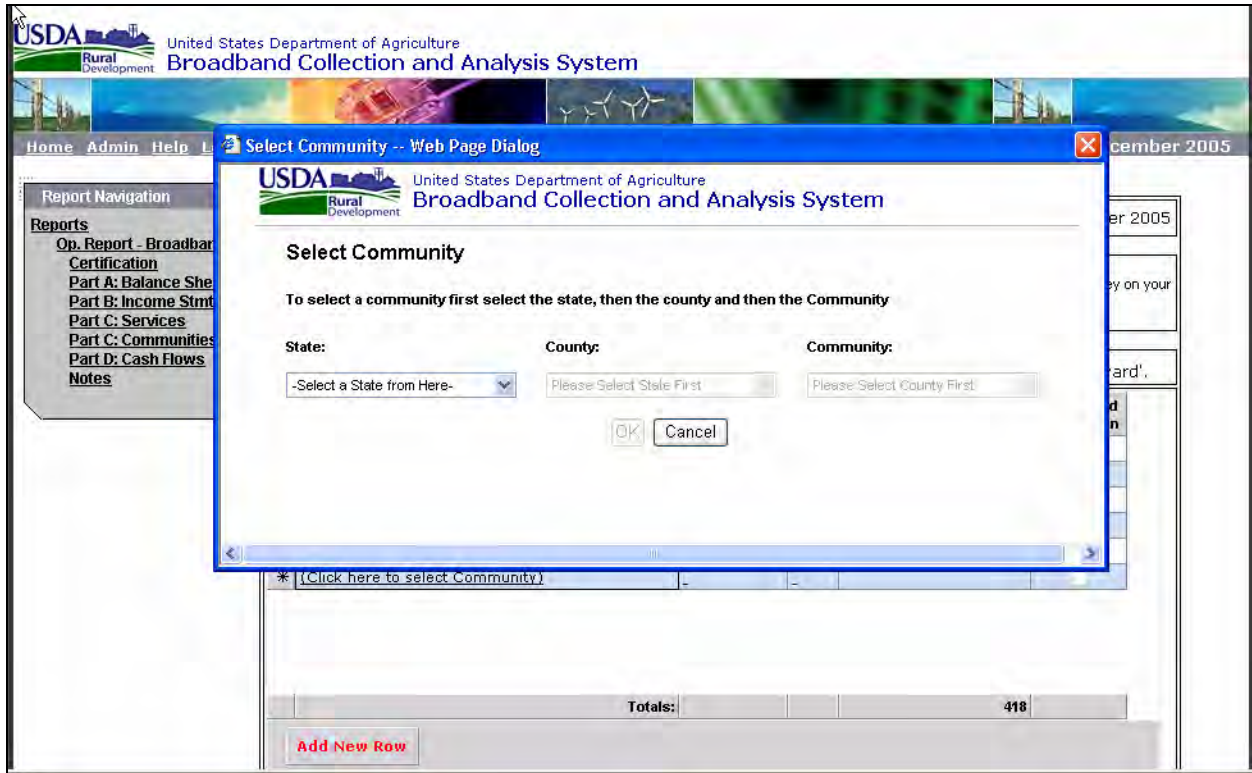 USDA
Rural
Development
United States Department of Agriculture
Broadband Collection and Analysis System
Home Admin Help L
cember 2005
Select Community -- Web Page Dialog
USDA
Rural
Development
United States Department of Agriculture
Broadband Collection and Analysis System
Select Community
To select a community first select the state, then the county and then the Community
State: County: Community:
-Select a State from Here- Please Select State First Please Select County First
OK Cancel
Report Navigation
Reports
Op. Report - Broadban
Certification
Part A: Balance She
Part B: Income Stmt
Part C: Services
Part C: Communities
Part D: Cash Flows
Notes
er 2005
ey on your
ard'.
d
n
* (Click here to select Community) - -
Totals: 418
Add New Row